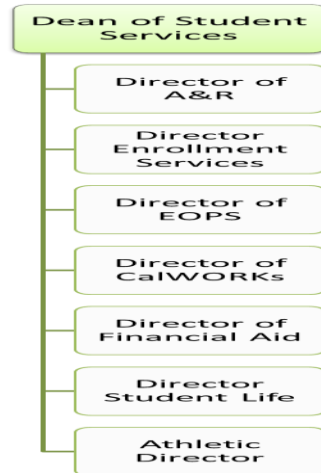 Dean of Student
Services
Director of
A&R
Director
Enrollment
Services
Director of
EOPS
Director of
CalWORKs
Director of
Financial Aid
Director
Student Life
Athletic
Director